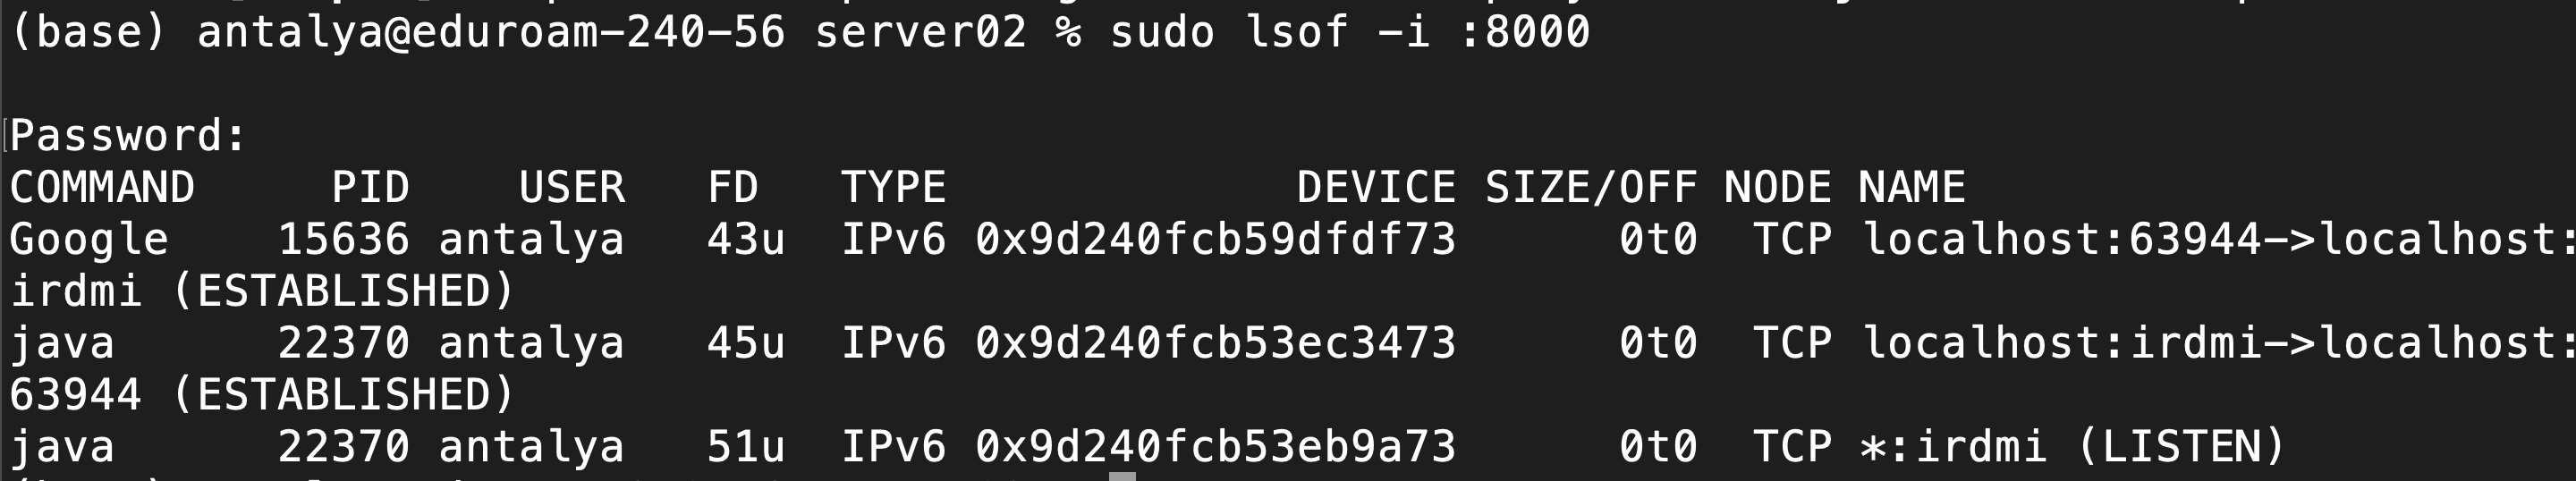 (base) antalya@eduroam-240-56 server02 % sudo lsof -i :8000
Password:
COMMAND     PID    USER   FD   TYPE             DEVICE SIZE/OFF NODE NAME
Google    15636 antalya   43u  IPv6 0x9d240fcb59dfdf73      0t0  TCP localhost:63944->localhost:
irdmi (ESTABLISHED)
java      22370 antalya   45u  IPv6 0x9d240fcb53ec3473      0t0  TCP localhost:irdmi->localhost:
63944 (ESTABLISHED)
java      22370 antalya   51u  IPv6 0x9d240fcb53eb9a73      0t0  TCP *:irdmi (LISTEN)